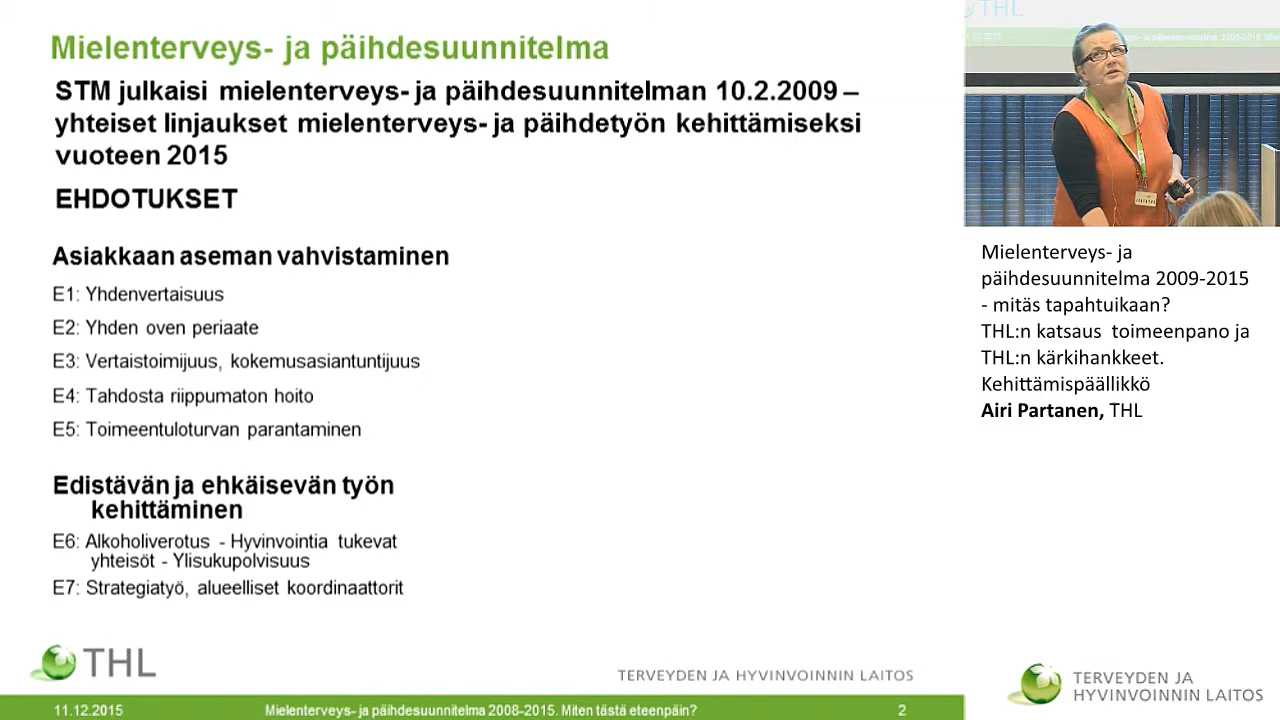 Mielenterveys- ja päihdesuunnitelma
STM julkaisi mielenterveys- ja päihdesuunnitelman 10.2.2009 –
yhteiset linjaukset mielenterveys- ja päihdetyön kehittämiseksi
vuoteen 2015
EHDOTUKSET
Asiakkaan aseman vahvistaminen
E1: Yhdenvertaisuus
E2: Yhden oven periaate
E3: Vertaistoimijuus, kokemusasiantuntijuus
E4: Tahdosta riippumaton hoito
E5: Toimeentuloturvan parantaminen
Edistävän ja ehkäisevän työn
kehittäminen
E6: Alkoholiverotus - Hyvinvointia tukevat
yhteisöt - Ylisukupolvisuus
E7: Strategiatyö, alueelliset koordinaattorit
THL
TERVEYDEN JA HYVINVOINNIN LAITOS
11.12.2015
Mielenterveys- ja päihdesuunnitelma 2008-2015. Miten tästä eteenpäin?
2
THL
Mielenterveys- ja
päihdesuunnitelma 2009-2015
- mitäs tapahtuikaan?
THL:n katsaus toimeenpano ja
THL:n kärkihankkeet.
Kehittämispäällikkö
Airi Partanen, THL
TERVEYDEN JA
HYVINVOINNIN LAITOS